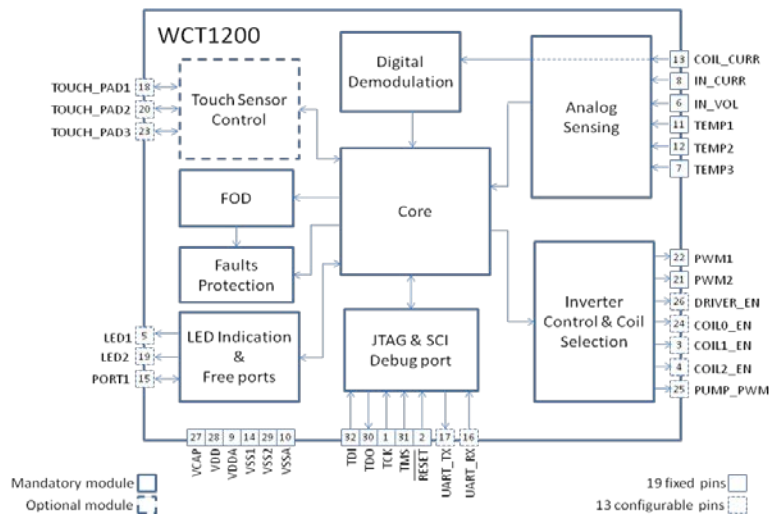 WCT1200
Digital
Demodulation
Touch Sensor
Control
Analog
Sensing
FOD
Core
Faults
Protection
LED Indication
&
Free ports
JTAG & SCI
Debug port
Inverter
Control & Coil
Selection
TOUCH_PAD1 18
TOUCH_PAD2 20
TOUCH_PAD3 23
LED1 5
LED2 19
PORT1 15
13 COIL_CURR
8 IN_CURR
6 IN_VOL
11 TEMP1
12 TEMP2
7 TEMP3
22 PWM1
21 PWM2
26 DRIVER_EN
24 COIL0_EN
3 COIL1_EN
4 COIL2_EN
25 PUMP_PWM
27 VCAP
28 VDD
9 VDDA
14 VSS1
29 VSS2
10 VSSA
32 TDI
30 TDO
1 TCK
31 TMS
2 RESET
17 UART_TX
16 UART_RX
Mandatory module
Optional module
19 fixed pins
13 configurable pins